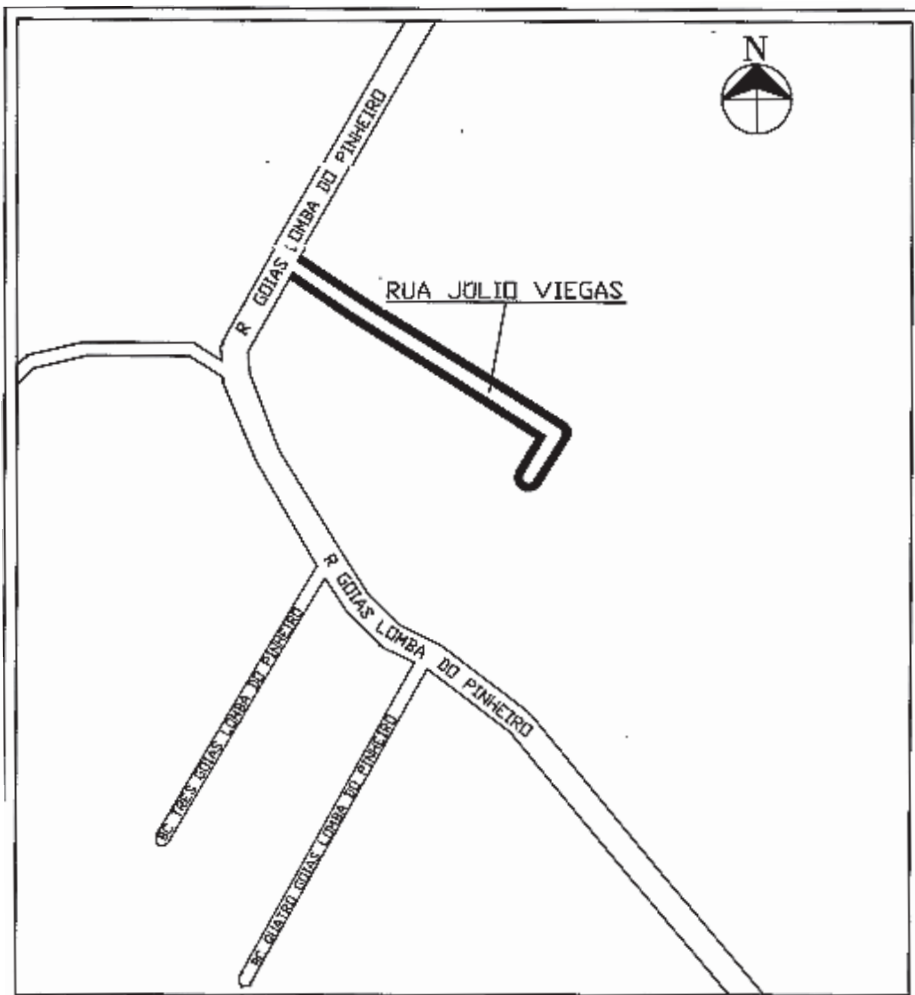 N
R GOIAS LOMBA DO PINHEIRO
RUA JÚLIO VIEGAS
R GOIAS LOMBA DO PINHEIRO
BC TRES GOIAS LOMBA DO PINHEIRO
BC QUATRO GOIAS LOMBA DO PINHEIRO